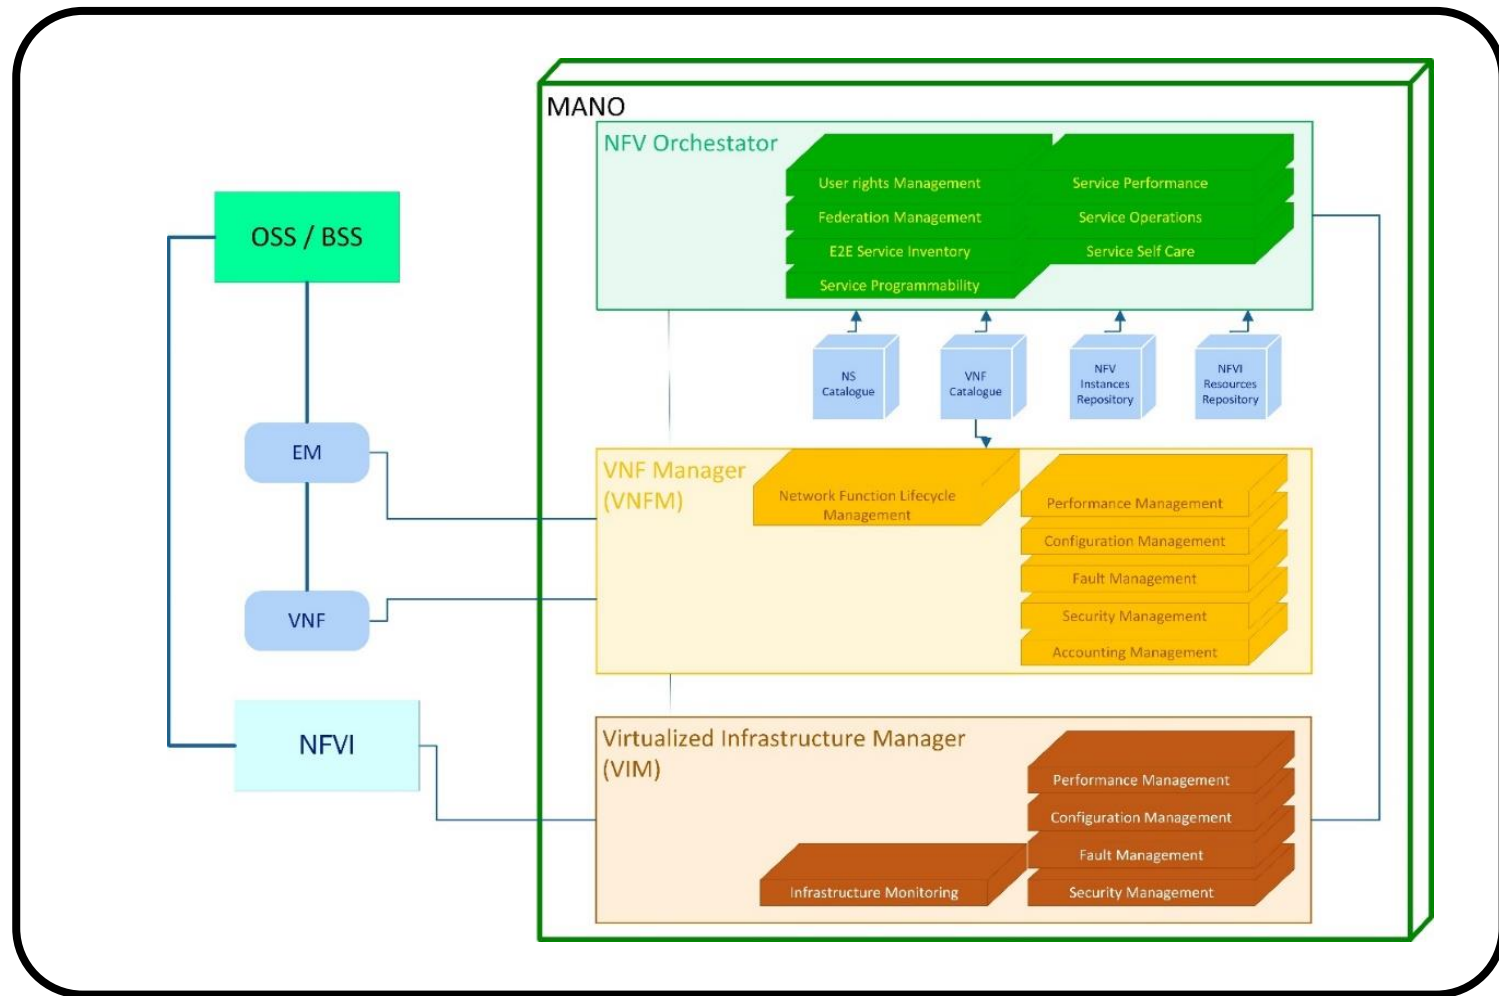 MANO
NFV Orchestator
User rights Management
Federation Management
E2E Service Inventory
Service Programmability
Service Performance
Service Operations
Service Self Care
OSS / BSS
NS
Catalogue
VNF
Catalogue
NFV
Instances
Repository
NFVI
Resources
Repository
EM
VNF Manager
(VNFM)
Network Function Lifecycle
Management
Performance Management
Configuration Management
Fault Management
Security Management
Accounting Management
VNF
NFVI
Virtualized Infrastructure Manager
(VIM)
Infrastructure Monitoring
Performance Management
Configuration Management
Fault Management
Security Management